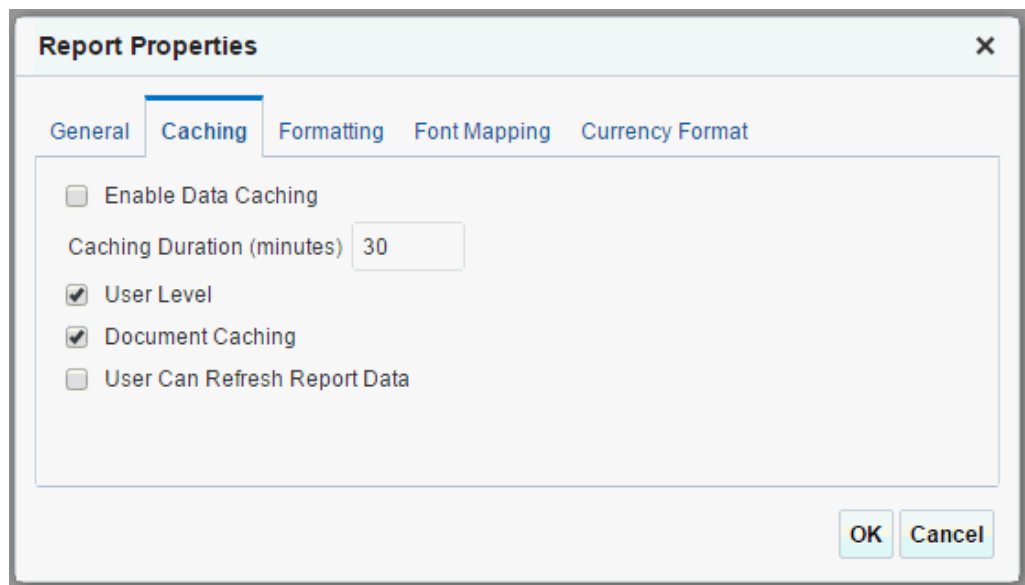 Report Properties
General Caching Formatting Font Mapping Currency Format
Enable Data Caching
Caching Duration (minutes) 30
User Level
Document Caching
User Can Refresh Report Data
OK Cancel